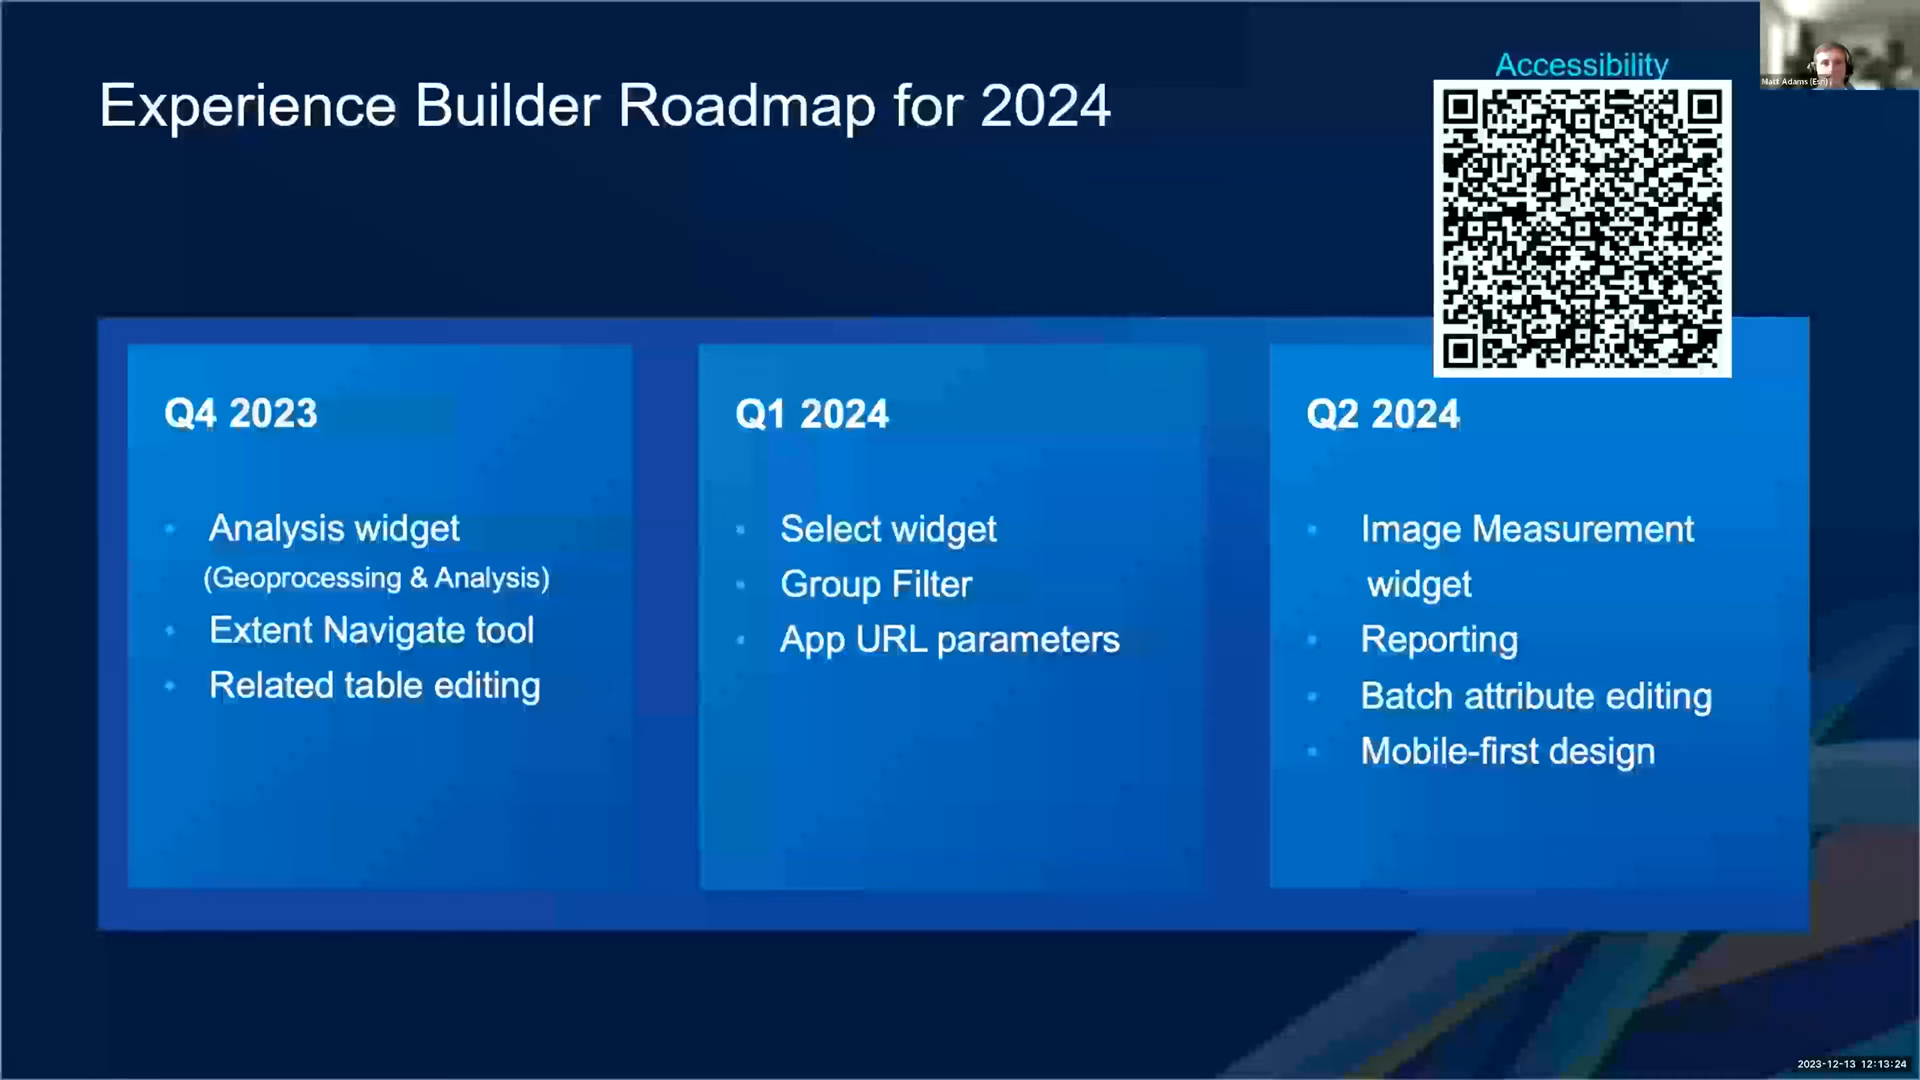 Accessibility
Matt Adams (Esri)
Experience Builder Roadmap for 2024
Q4 2023
Analysis widget
(Geoprocessing & Analysis)
Extent Navigate tool
Related table editing
Q1 2024
Select widget
Group Filter
App URL parameters
Q2 2024
Image Measurement
widget
Reporting
Batch attribute editing
Mobile-first design
2023-12-13 12:13:24